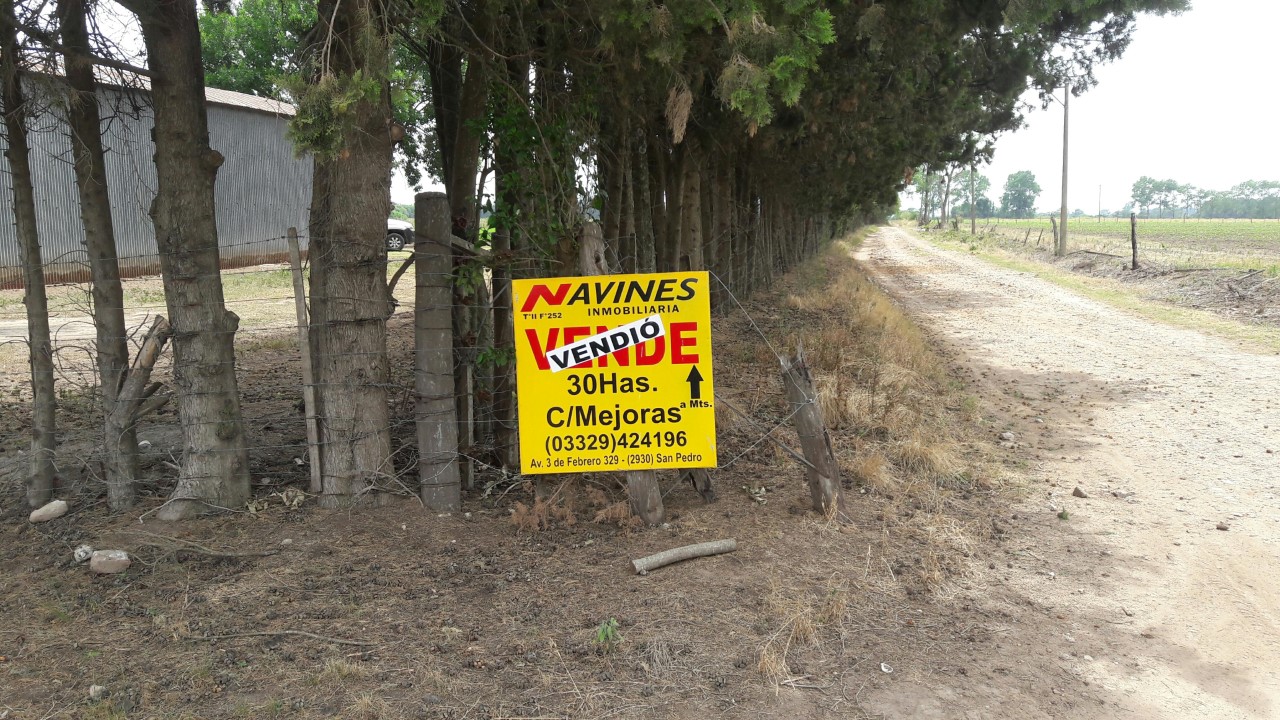 NAVINES
INMOBILIARIA
T°II F°252
VENDE
VENDIÓ
30Has.
a Mts.
C/Mejoras
(03329)424196
Av. 3 de Febrero 329 - (2930) San Pedro